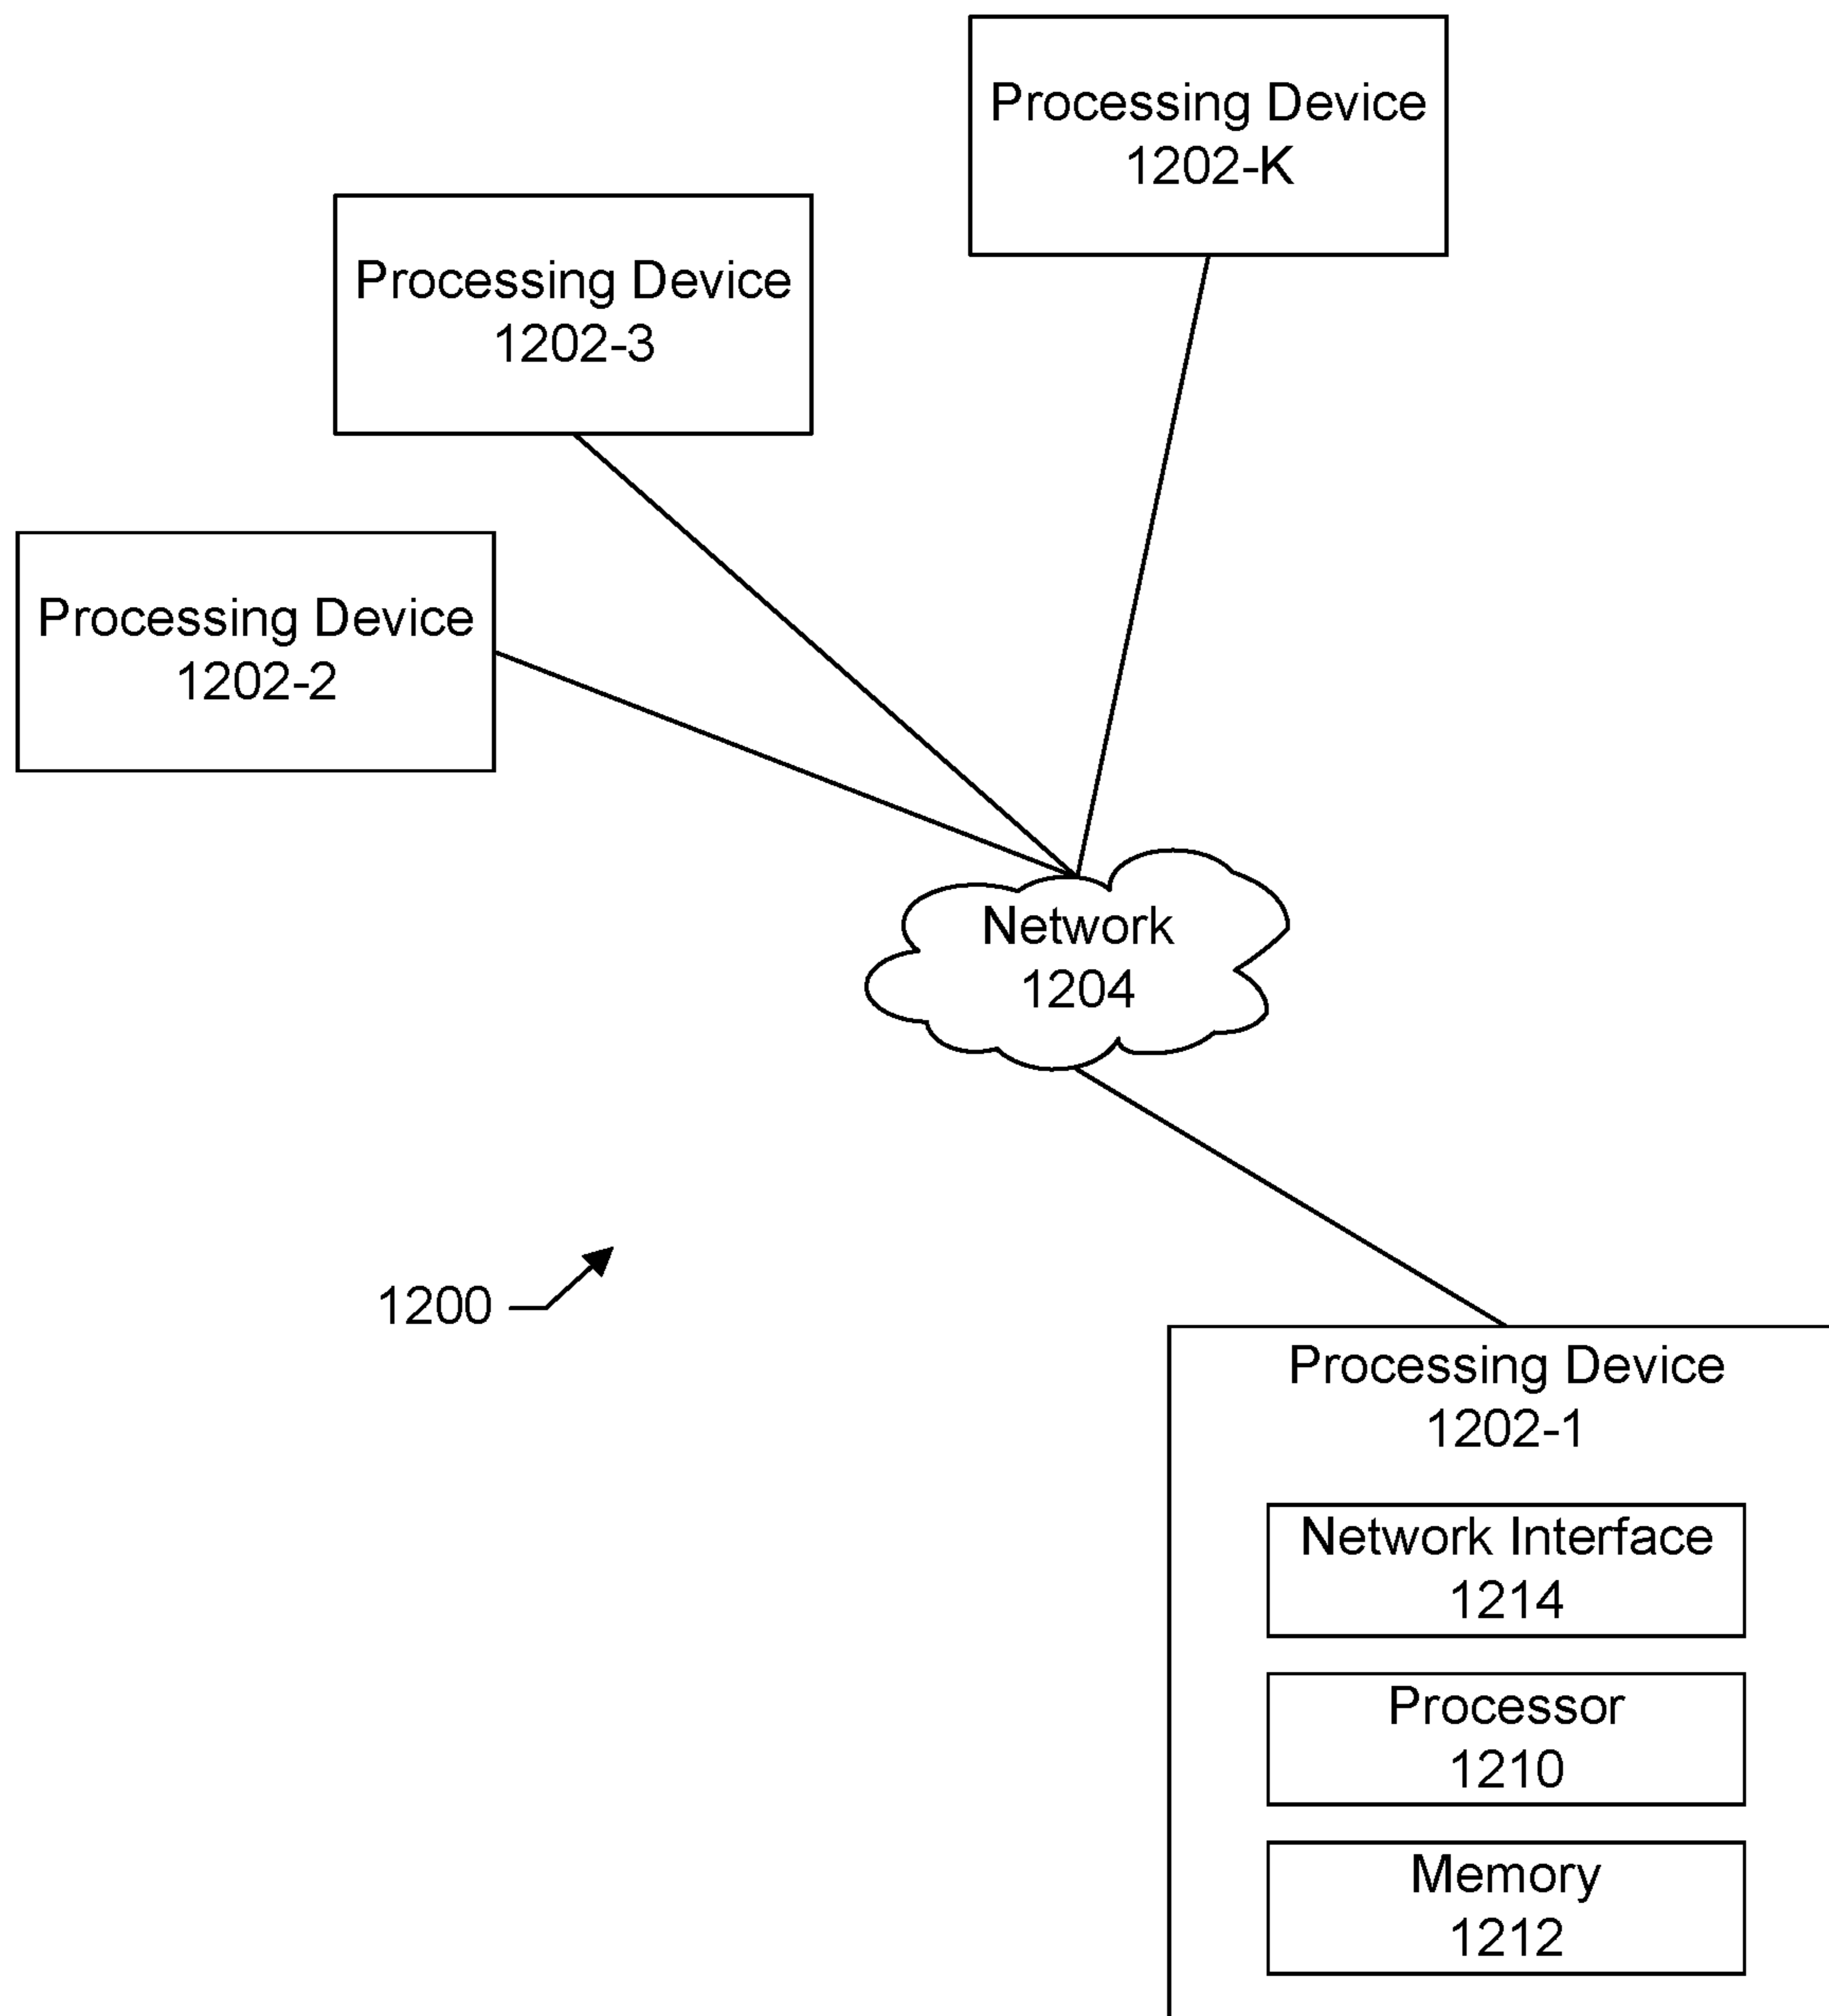 Processing Device
1202-K
Processing Device
1202-3
Processing Device
1202-2
Network
1204
1200
Processing Device
1202-1
Network Interface
1214
Processor
1210
Memory
1212